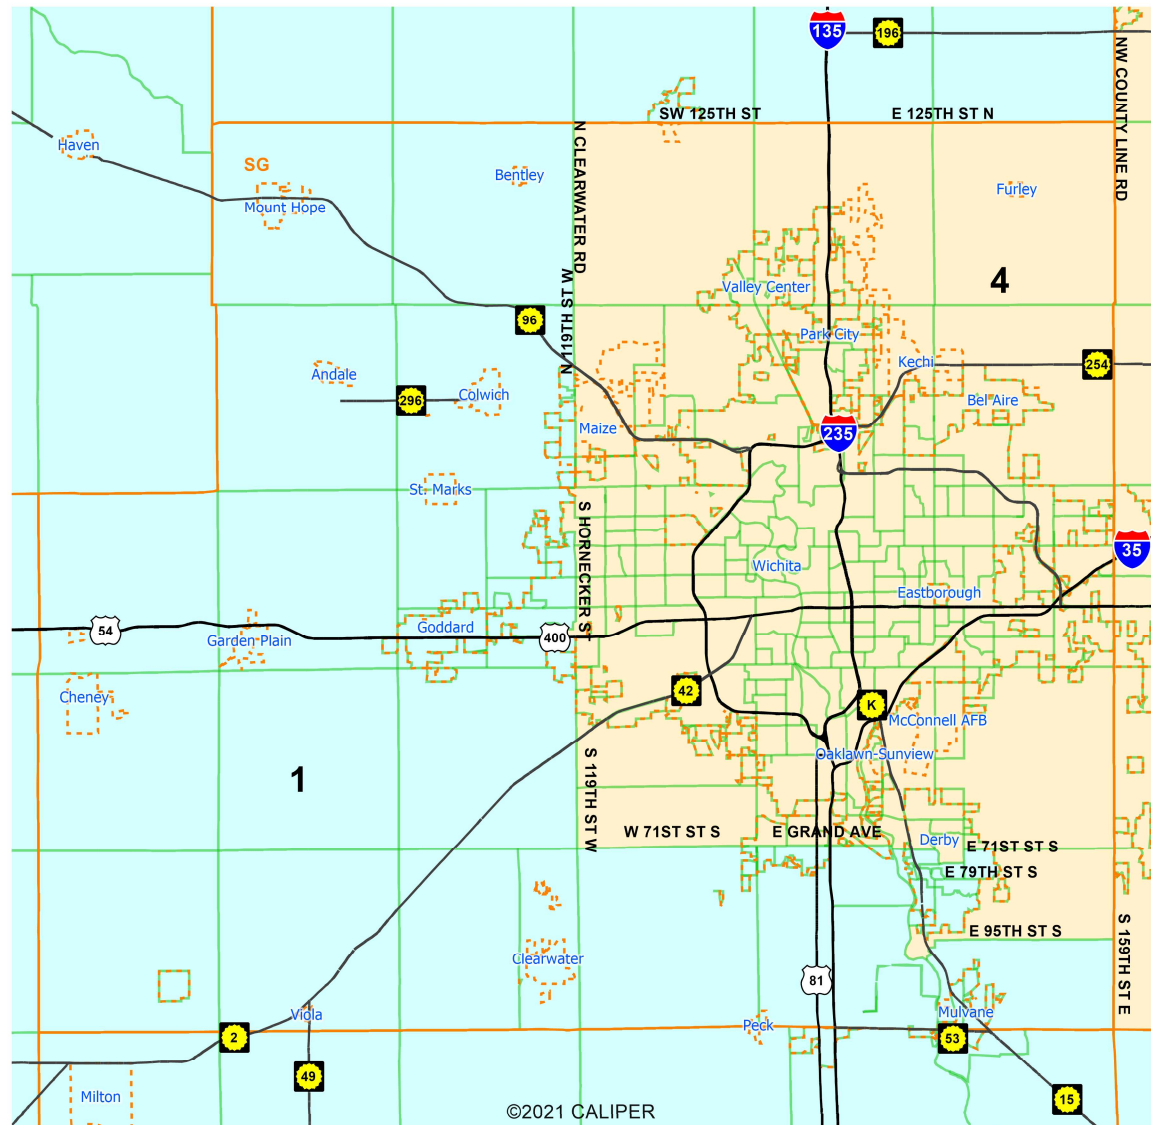 135
196
SW 125TH ST
E 125TH ST N
NW COUNTY LINE RD
N CLEARWATER RD
Haven
SG
Bentley
Furley
Mount Hope
4
Valley Center
N 119TH ST W
96
Park City
Kechi
254
Andale
Colwich
296
Bel Aire
Maize
235
St. Marks
S HORNECKER ST
35
Wichita
Eastborough
54
Garden Plain
Goddard
400
Cheney
42
K
McConnell AFB
Oaklawn-Sunview
1
S 119TH ST W
W 71ST ST S
E GRAND AVE
Derby
E 71ST ST S
E 79TH ST S
E 95TH ST S
S 159TH ST E
Clearwater
81
Viola
Peck
Mulvane
2
53
49
Milton
15
©2021 CALIPER